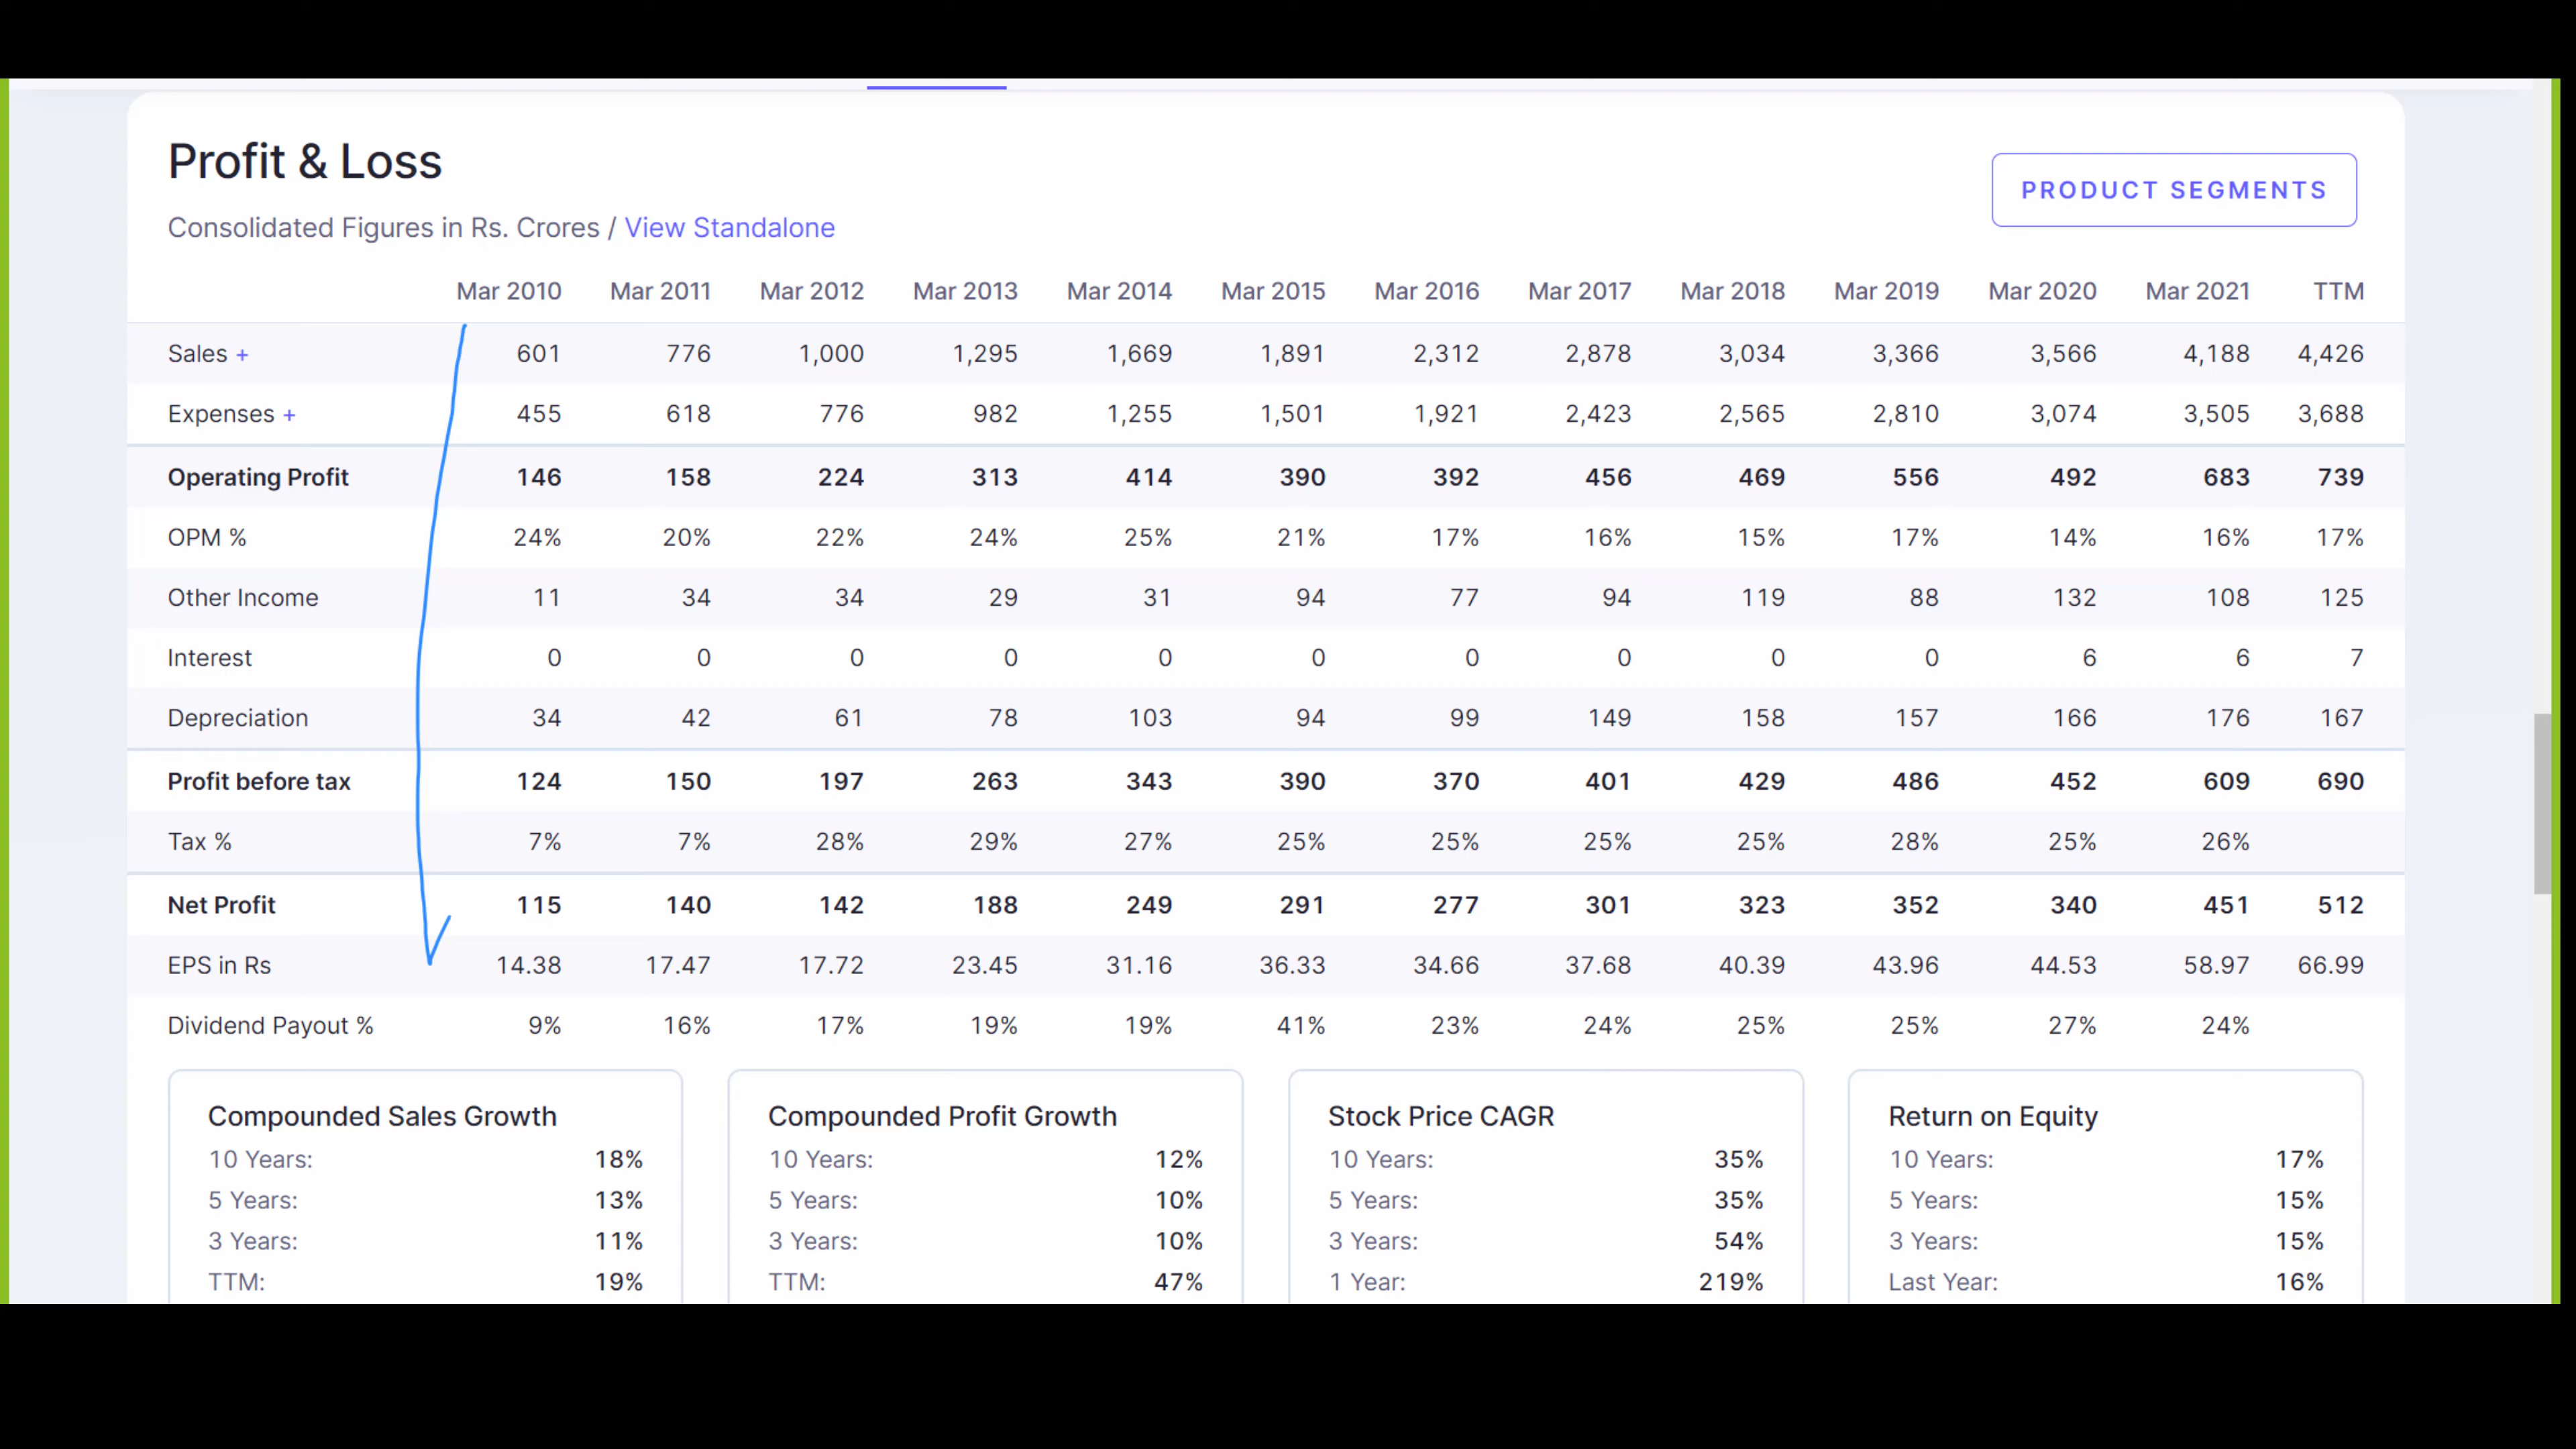 Profit & Loss
PRODUCT SEGMENTS
Consolidated Figures in Rs. Crores / View Standalone
Mar 2010 Mar 2011 Mar 2012 Mar 2013 Mar 2014 Mar 2015 Mar 2016 Mar 2017 Mar 2018 Mar 2019 Mar 2020 Mar 2021 TTM
Sales + 601 776 1,000 1,295 1,669 1,891 2,312 2,878 3,034 3,366 3,566 4,188 4,426
Expenses + 455 618 776 982 1,255 1,501 1,921 2,423 2,565 2,810 3,074 3,505 3,688
Operating Profit 146 158 224 313 414 390 392 456 469 556 492 683 739
OPM % 24% 20% 22% 24% 25% 21% 17% 16% 15% 17% 14% 16% 17%
Other Income 11 34 34 29 31 94 77 94 119 88 132 108 125
Interest 0 0 0 0 0 0 0 0 0 0 6 6 7
Depreciation 34 42 61 78 103 94 99 149 158 157 166 176 167
Profit before tax 124 150 197 263 343 390 370 401 429 486 452 609 690
Tax % 7% 7% 28% 29% 27% 25% 25% 25% 25% 28% 25% 26%
Net Profit 115 140 142 188 249 291 277 301 323 352 340 451 512
EPS in Rs 14.38 17.47 17.72 23.45 31.16 36.33 34.66 37.68 40.39 43.96 44.53 58.97 66.99
Dividend Payout % 9% 16% 17% 19% 19% 41% 23% 24% 25% 25% 27% 24%
Compounded Sales Growth
10 Years: 18%
5 Years: 13%
3 Years: 11%
TTM: 19%
Compounded Profit Growth
10 Years: 12%
5 Years: 10%
3 Years: 10%
TTM: 47%
Stock Price CAGR
10 Years: 35%
5 Years: 35%
3 Years: 54%
1 Year: 219%
Return on Equity
10 Years: 17%
5 Years: 15%
3 Years: 15%
Last Year: 16%